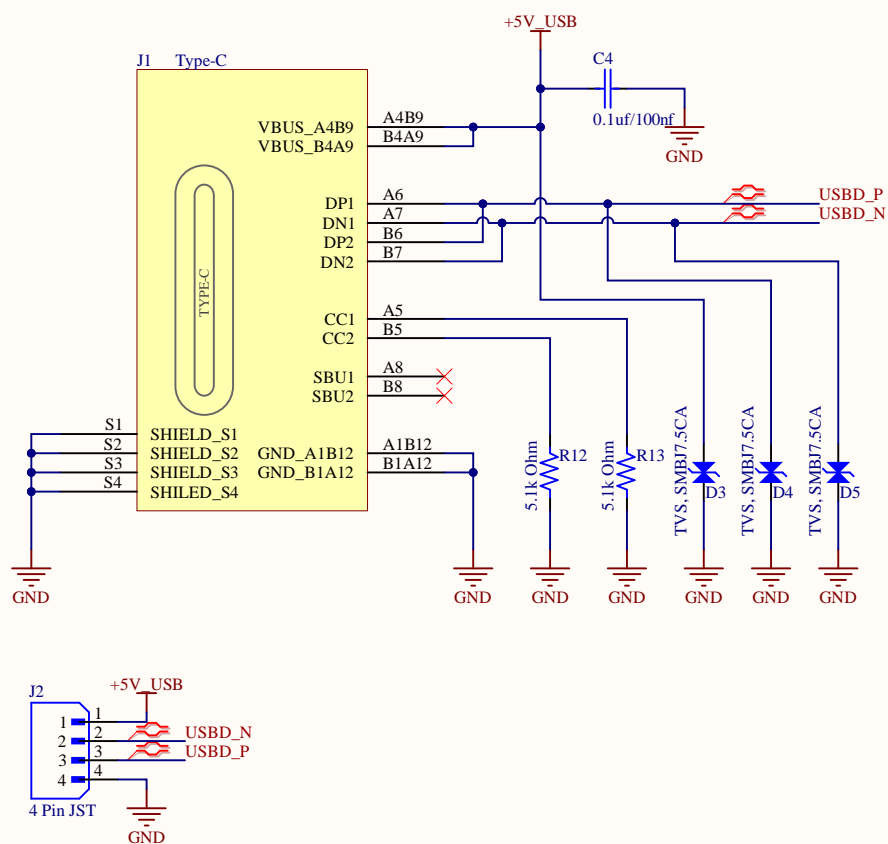 +5V_USB
J1 Type-C
C4
0.1uf/100nf
GND
VBUS_A4B9 A4B9
VBUS_B4A9 B4A9
DP1 A6 USBD_P
DN1 A7 USBD_N
DP2 B6
DN2 B7
TYPE-C
CC1 A5
CC2 B5
SBU1 A8
SBU2 B8
S1 SHIELD_S1
S2 SHIELD_S2 GND_A1B12 A1B12
S3 SHIELD_S3 GND_B1A12 B1A12
S4 SHILED_S4
R12
5.1k Ohm
R13
5.1k Ohm
TVS, SMBJ7.5CA
D3
TVS, SMBJ7.5CA
D4
TVS, SMBJ7.5CA
D5
GND GND GND GND GND GND GND
J2 +5V_USB
1 1
2 2 USBD_N
3 3 USBD_P
4 4
4 Pin JST
GND